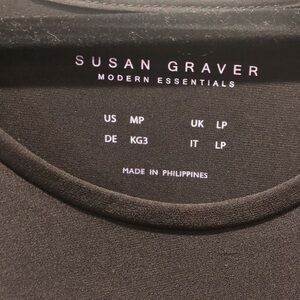 SUSAN GRAVER
MODERN ESSENTIALS
US MP UK LP
DE KG3 IT LP
MADE IN PHILIPPINES